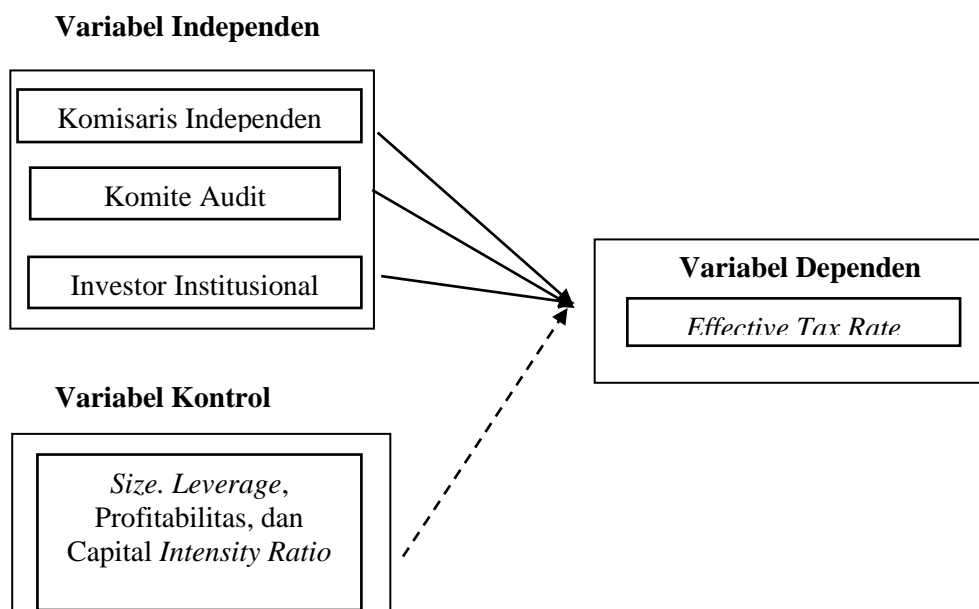 Variabel Independen
Komisaris Independen
Komite Audit
Investor Institusional
Variabel Dependen
Effective Tax Rate
Variabel Kontrol
Size. Leverage,
Profitabilitas, dan
Capital Intensity Ratio